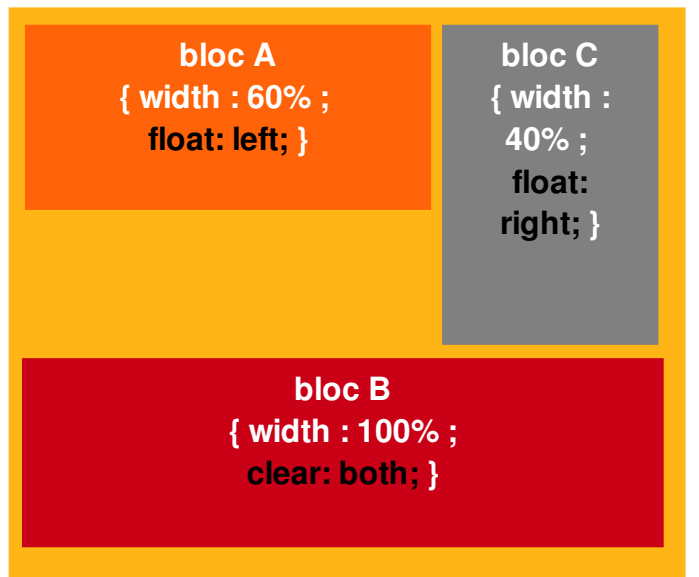 bloc A
{ width : 60% ;
float: left; }
bloc C
{ width :
40% ;
float:
right; }
bloc B
{ width : 100% ;
clear: both; }